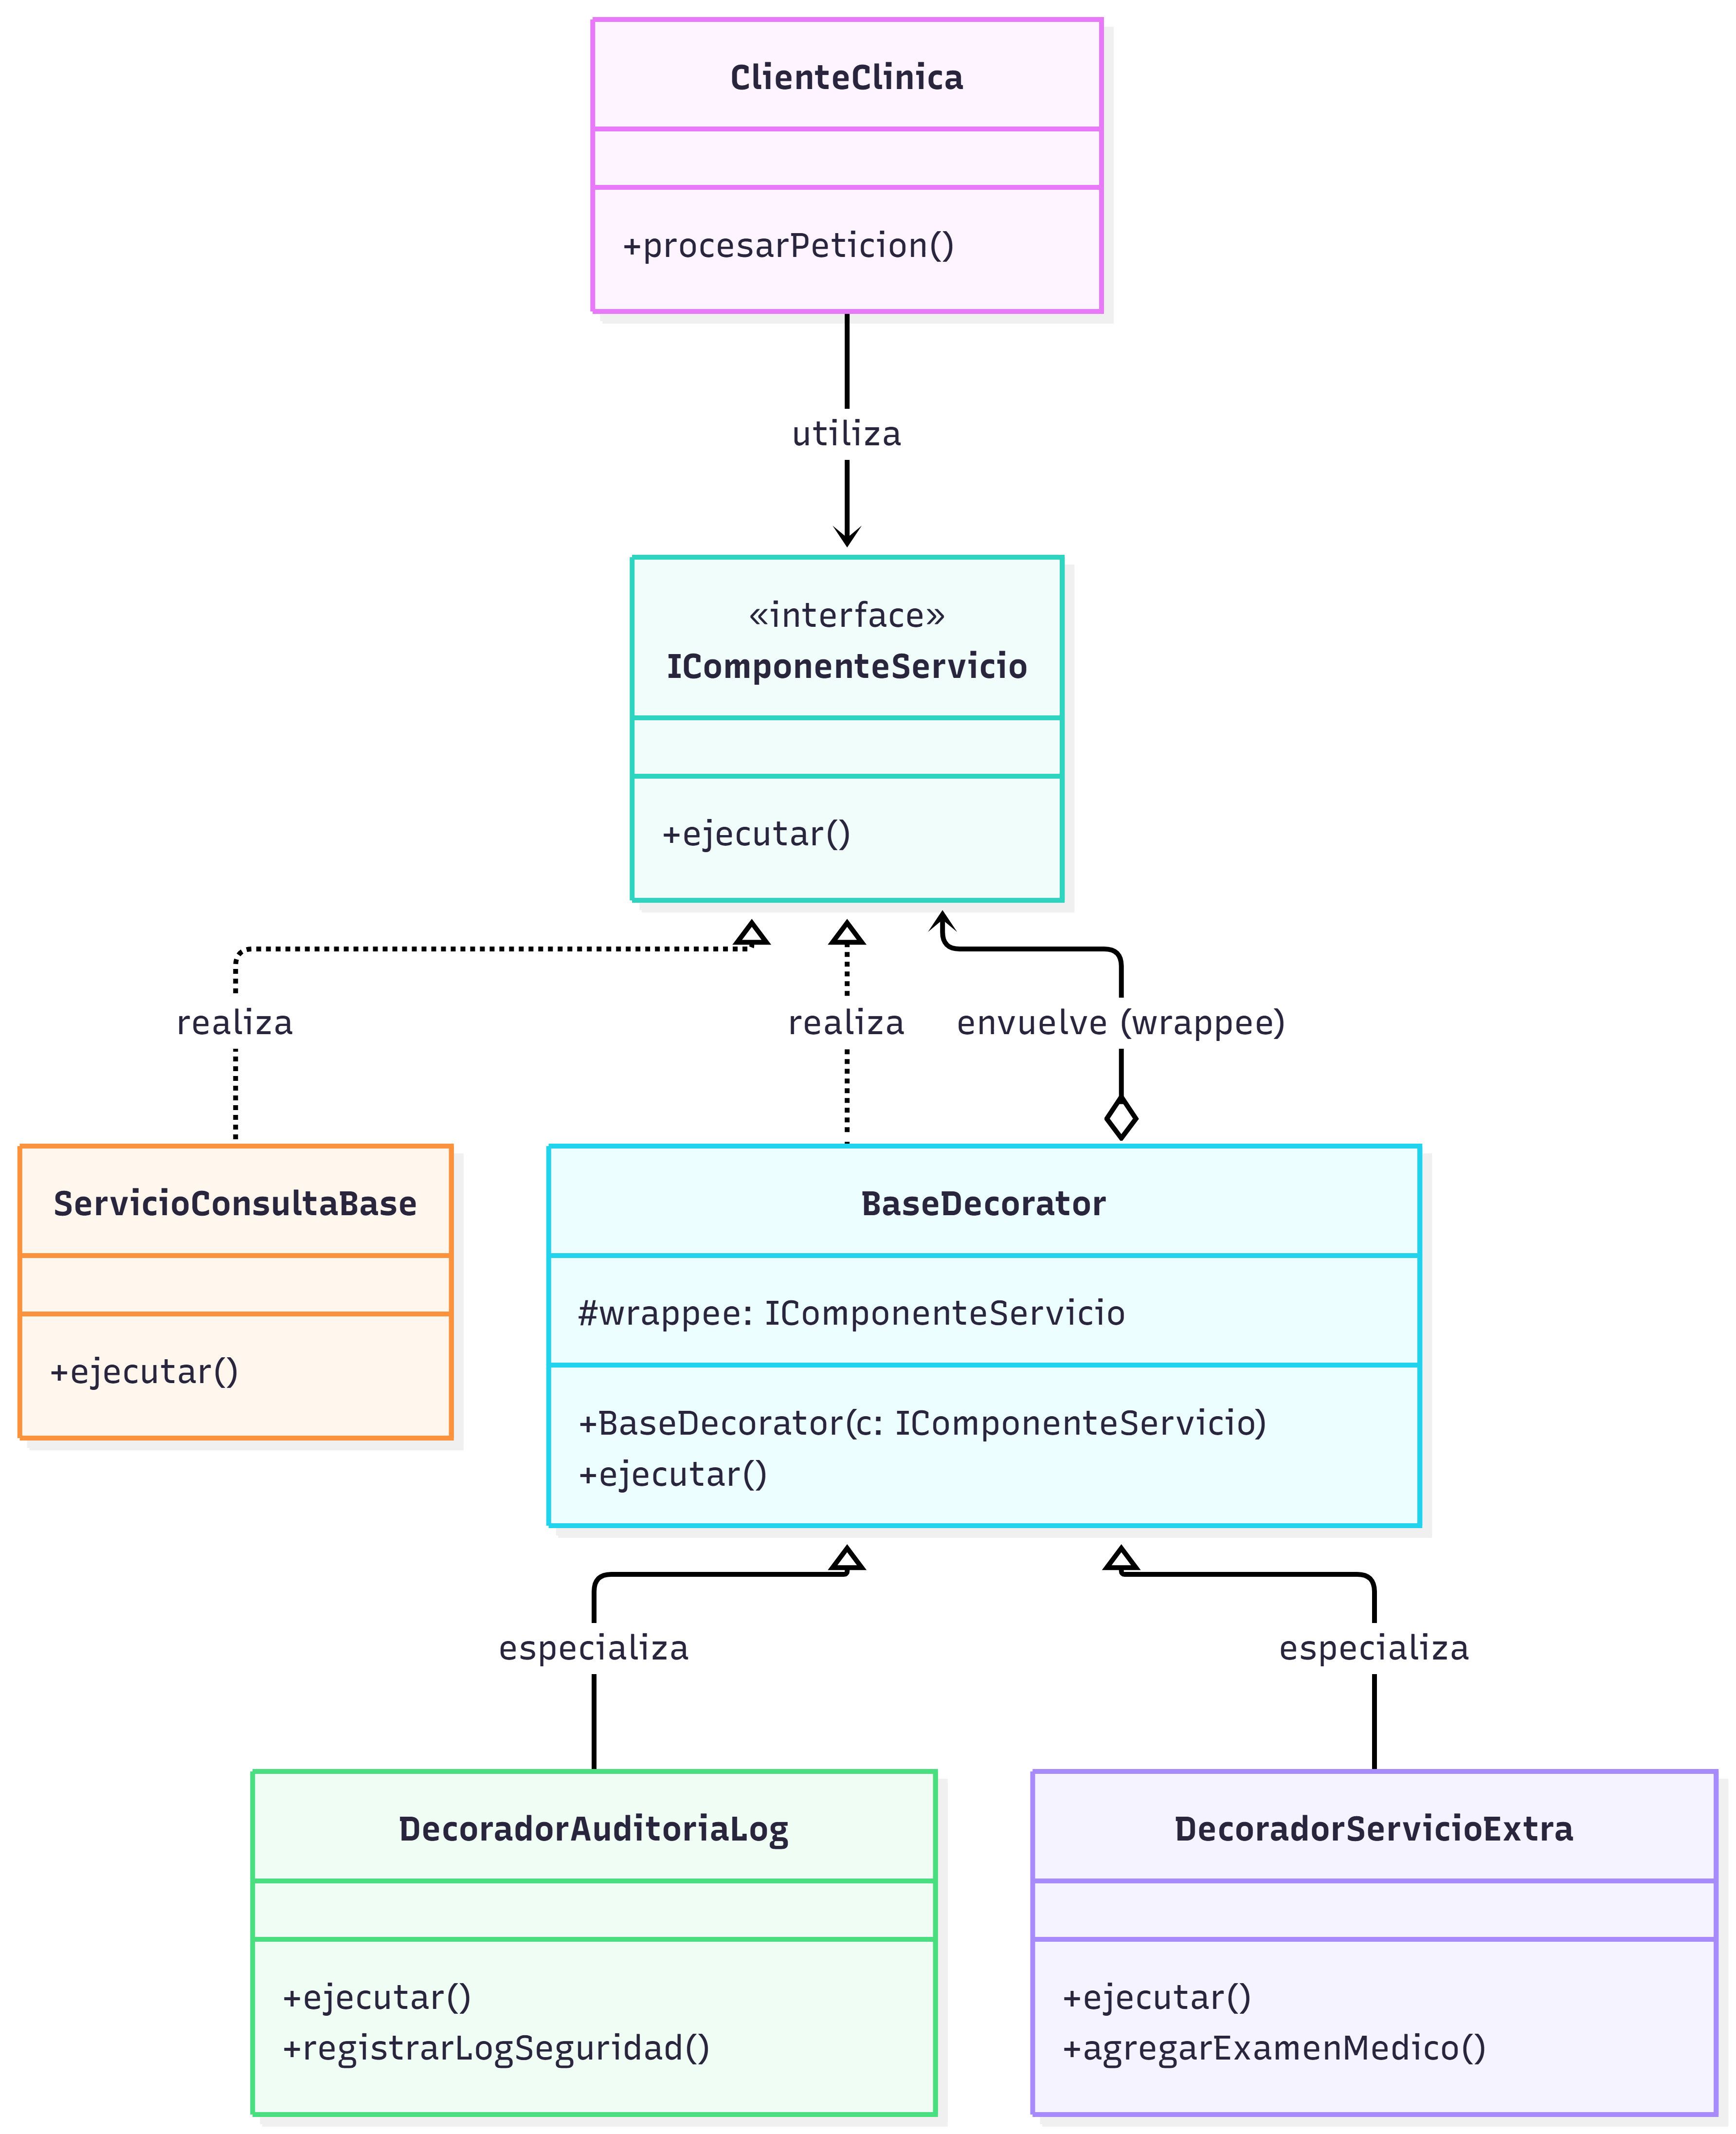 ClienteClinica
+procesarPeticion()
utiliza
«interface»
IComponenteServicio
+ejecutar()
realiza
realiza
envuelve (wrappee)
ServicioConsultaBase
+ejecutar()
BaseDecorator
#wrappee: IComponenteServicio
+BaseDecorator(c: IComponenteServicio)
+ejecutar()
especializa
especializa
DecoradorAuditoriaLog
+ejecutar()
+registrarLogSeguridad()
DecoradorServicioExtra
+ejecutar()
+agregarExamenMedico()